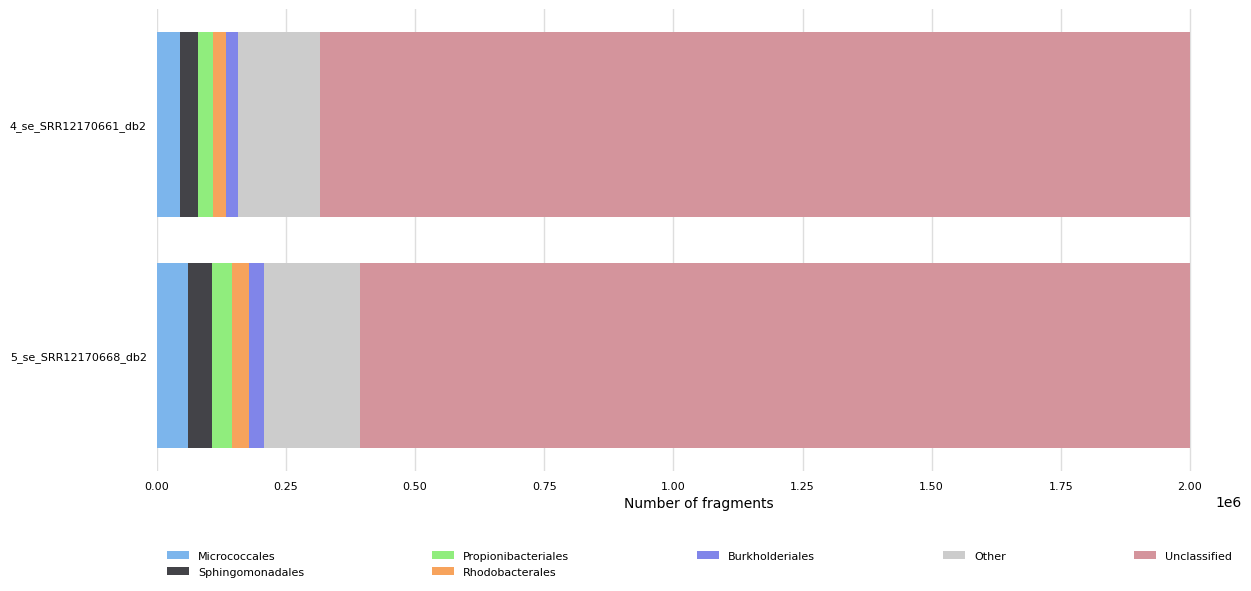 4_se_SRR12170661_db2
5_se_SRR12170668_db2
0.00 0.25 0.50 0.75 1.00 1.25 1.50 1.75 2.00
1e6
Number of fragments
Micrococcales Propionibacteriales Burkholderiales Other Unclassified
Sphingomonadales Rhodobacterales